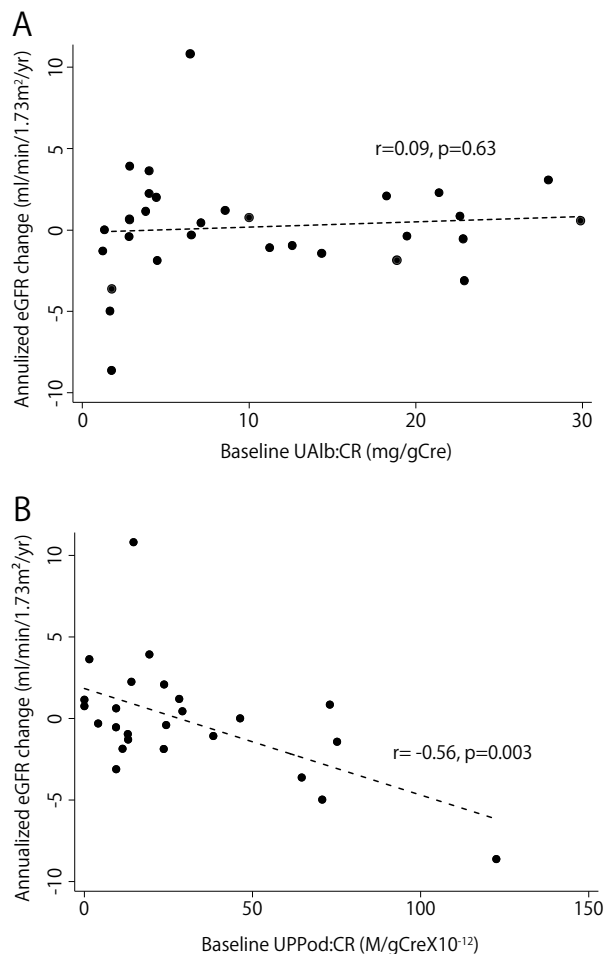 A
10
5
0
-5
-10
Annulized eGFR change (ml/min/1.73m²/yr)
r=0.09, p=0.63
0 10 20 30
Baseline UAlb:CR (mg/gCre)
B
10
5
0
-5
-10
Annualized eGFR change (ml/min/1.73m²/yr)
r= -0.56, p=0.003
0 50 100 150
Baseline UPPod:CR (M/gCreX10⁻¹²)